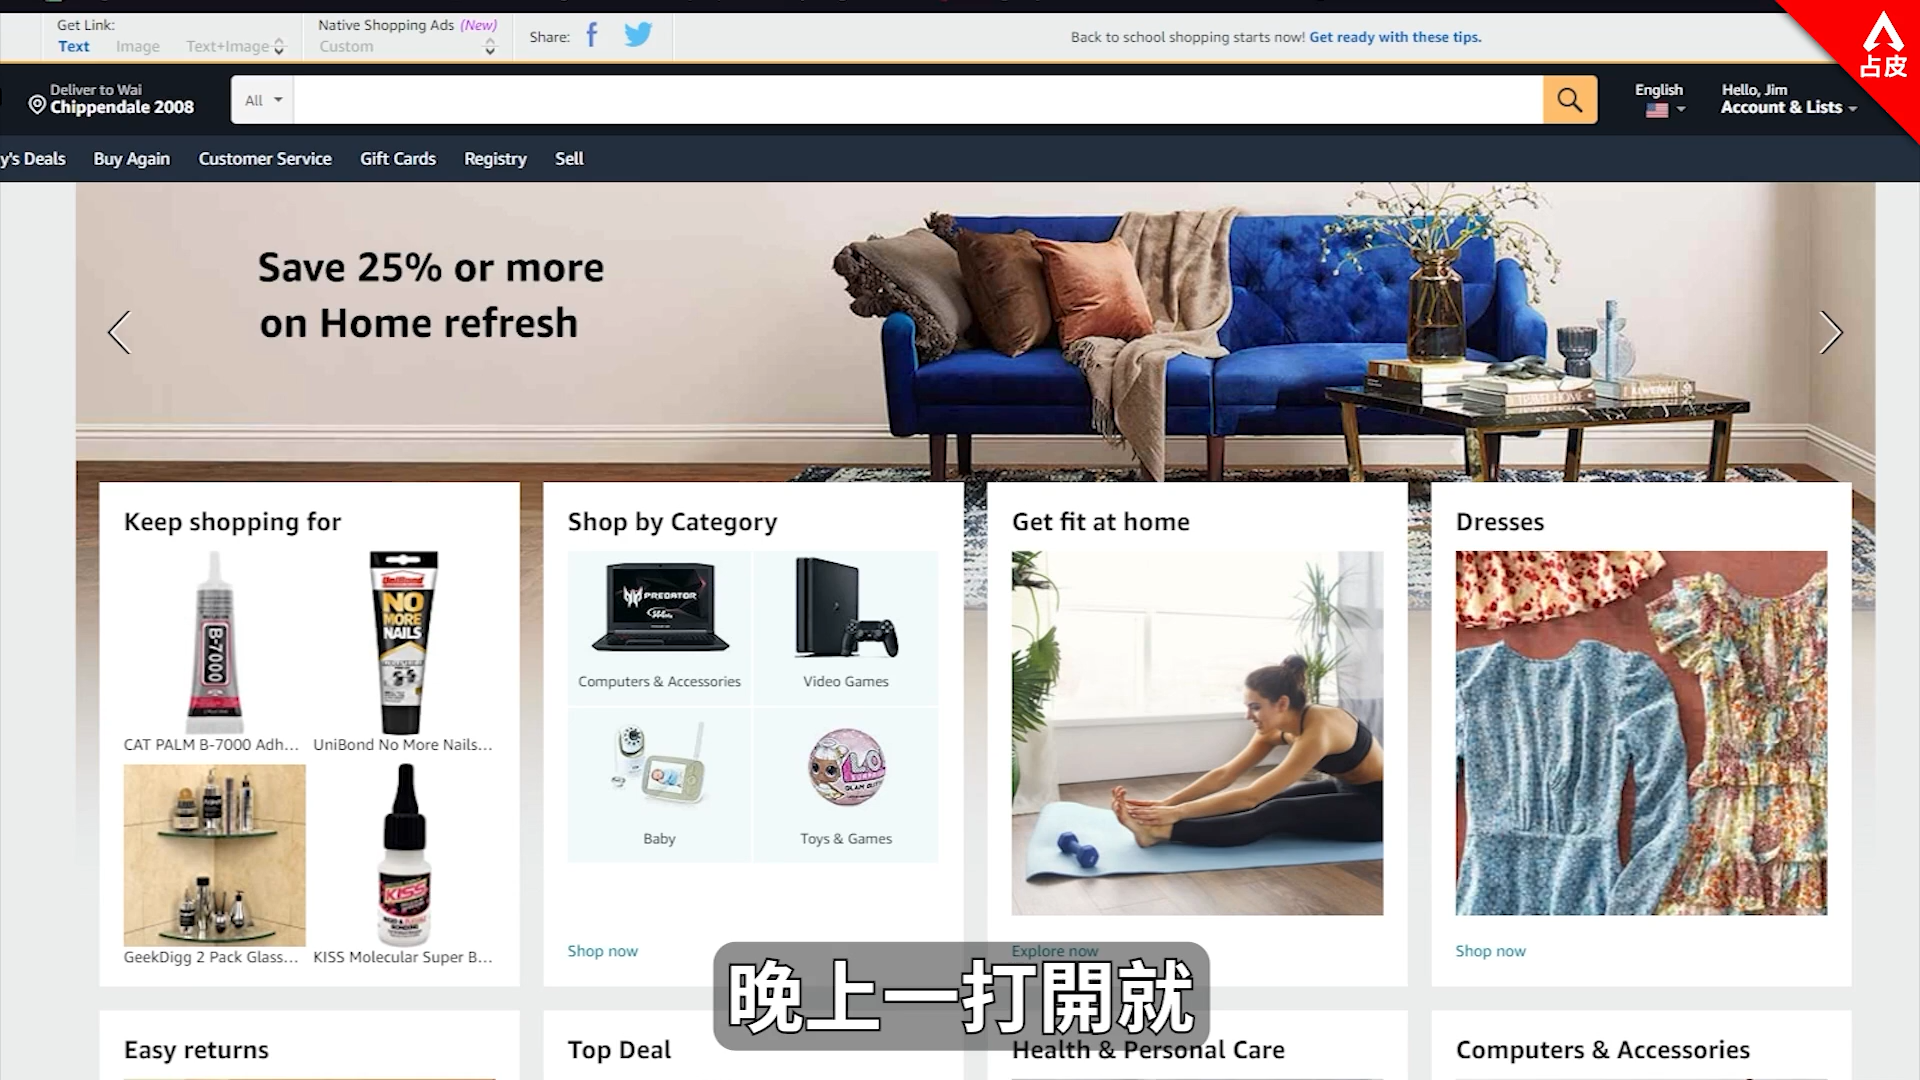 Get Link:
Text Image Text+Image
Native Shopping Ads (New)
Custom
Share:
Back to school shopping starts now! Get ready with these tips.
占皮
Deliver to Wai
Chippendale 2008
All
English
Hello, Jim
Account & Lists
y's Deals Buy Again Customer Service Gift Cards Registry Sell
Save 25% or more
on Home refresh
Keep shopping for
B-7000
UniBond
NO
MORE
NAILS
CAT PALM B-7000 Adh...
UniBond No More Nails...
KISS
GeekDigg 2 Pack Glass...
KISS Molecular Super B...
Shop by Category
PREDATOR
Computers & Accessories
Video Games
Baby
Toys & Games
Shop now
Get fit at home
Explore now
Dresses
Shop now
晚上一打開就
Easy returns
Top Deal
Health & Personal Care
Computers & Accessories